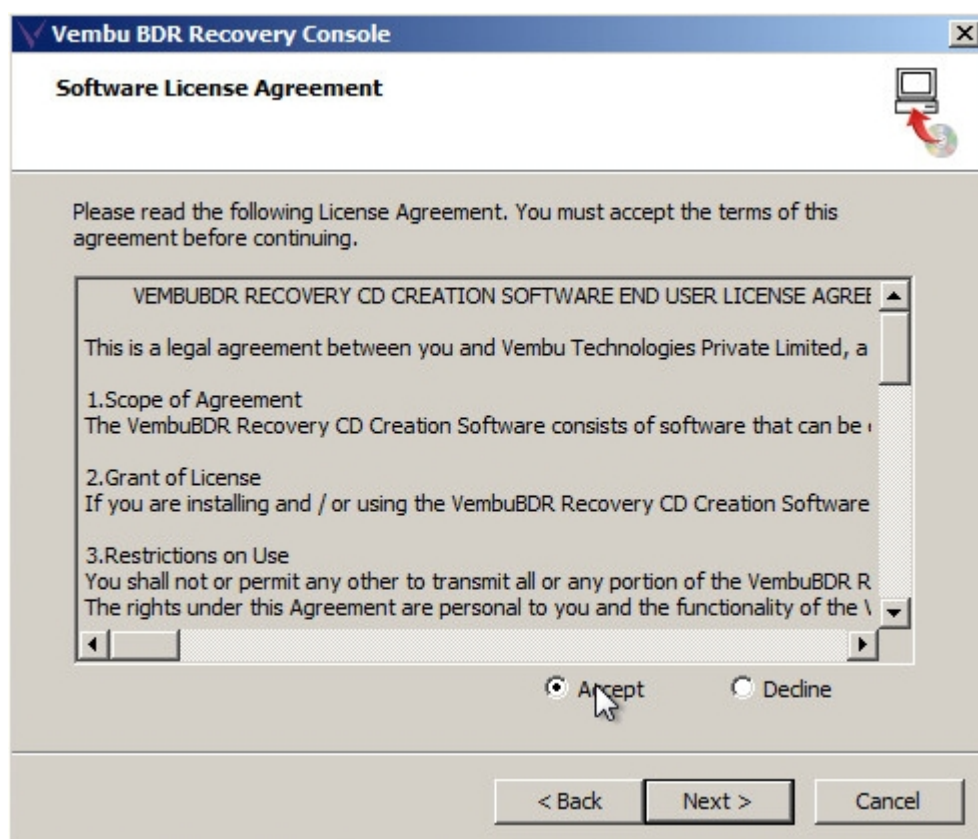 Vembu BDR Recovery Console
Software License Agreement
Please read the following License Agreement. You must accept the terms of this
agreement before continuing.
VEMBUBDR RECOVERY CD CREATION SOFTWARE END USER LICENSE
This is a legal agreement between you and Vembu Technologies Private Limited, a
1.Scope of Agreement
The VembuBDR Recovery CD Creation Software consists of software that can be
2.Grant of License
If you are installing and / or using the VembuBDR Recovery CD Creation Software
3.Restrictions on Use
You shall not or permit any other to transmit all or any portion of the VembuBDR R
The rights under this Agreement are personal to you and the functionality of the
Accept
Decline
< Back
Next >
Cancel